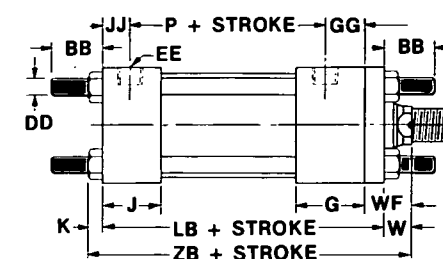 JJ P + STROKE GG
BB EE BB
DD
K J G WF
LB + STROKE W
ZB + STROKE